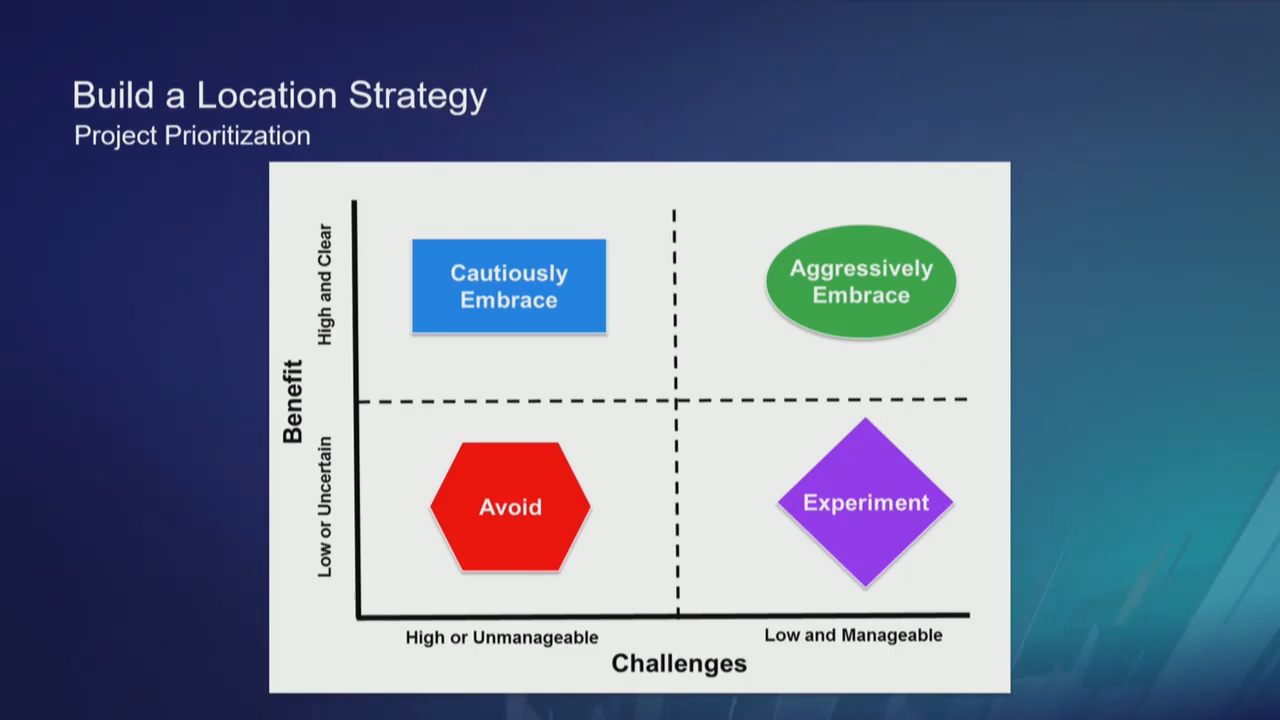 Build a Location Strategy
Project Prioritization
High and Clear
Benefit
Low or Uncertain
Cautiously
Embrace
Aggressively
Embrace
Avoid
Experiment
High or Unmanageable
Low and Manageable
Challenges